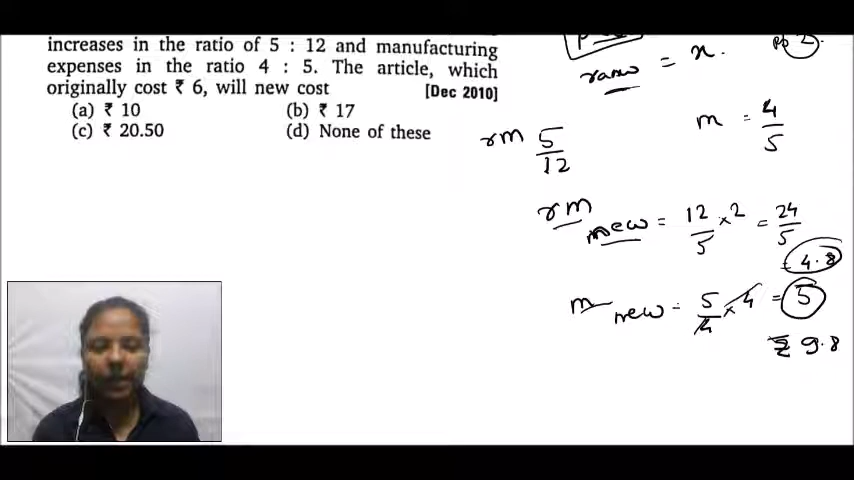 increases in the ratio of 5 : 12 and manufacturing
expenses in the ratio 4 : 5. The article, which
originally cost ₹ 6, will new cost [Dec 2010]
(a) ₹ 10 (b) ₹ 17
(c) ₹ 20.50 (d) None of these
= x.
2
rm 5/12
m = 4/5
rm new = 12/5 × 2 = 24/5
= 4.8
m new = 5/4 × 4 = 5
₹ 9.8